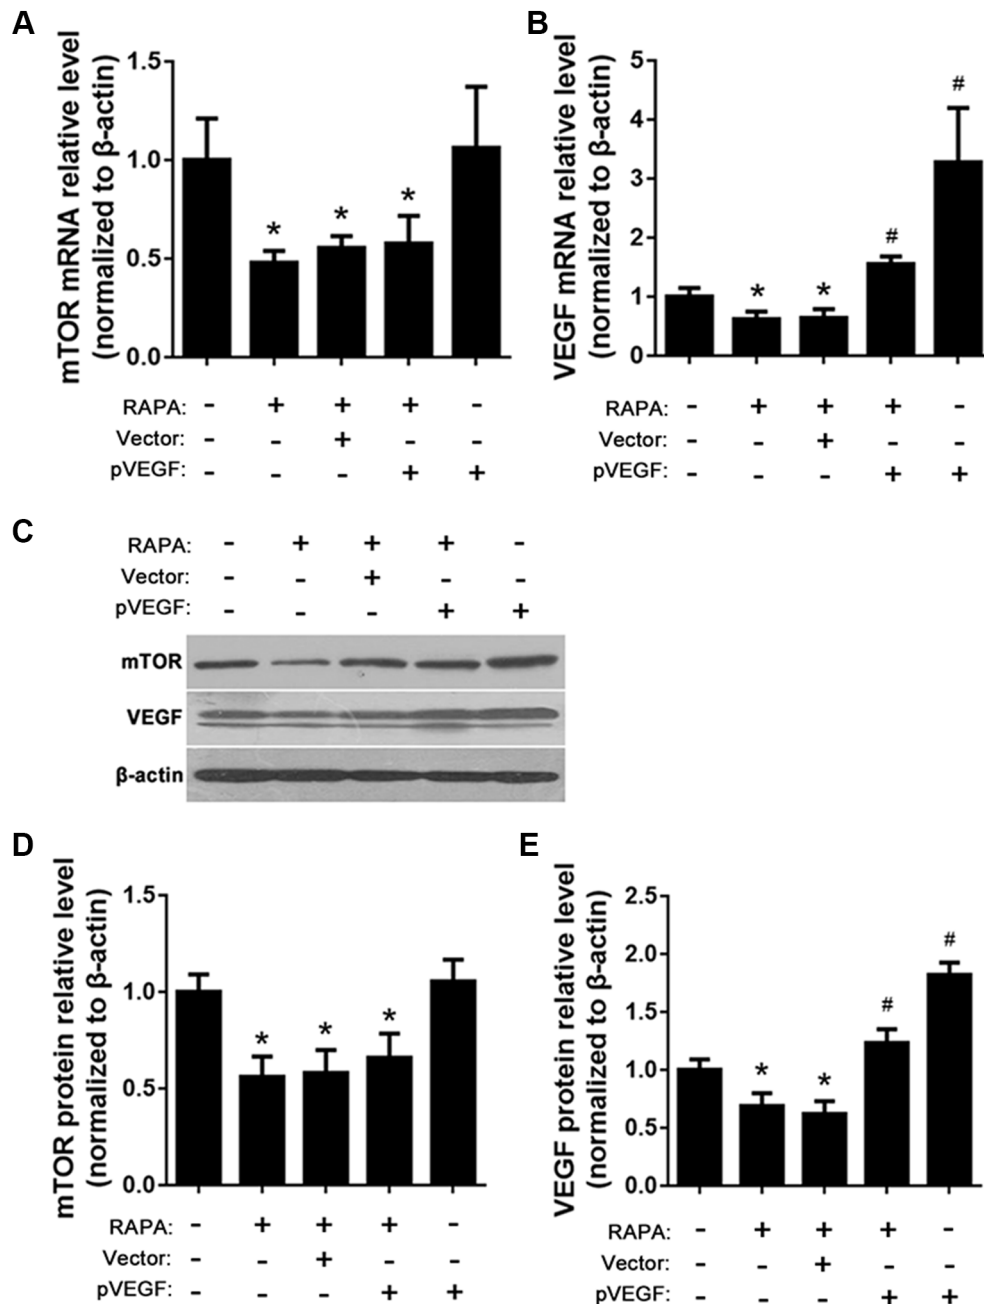 A
mTOR mRNA relative level
(normalized to β-actin)
1.5
1.0
0.5
0.0
*
*
*
RAPA: - + + + -
Vector: - - + - -
pVEGF: - - - + +
B
VEGF mRNA relative level
(normalized to β-actin)
5
4
3
2
1
0
*
*
#
#
RAPA: - + + + -
Vector: - - + - -
pVEGF: - - - + +
C
RAPA: - + + + -
Vector: - - + - -
pVEGF: - - - + +
mTOR
VEGF
β-actin
D
mTOR protein relative level
(normalized to β-actin)
1.5
1.0
0.5
0.0
*
*
*
RAPA: - + + + -
Vector: - - + - -
pVEGF: - - - + +
E
VEGF protein relative level
(normalized to β-actin)
2.5
2.0
1.5
1.0
0.5
0.0
*
*
#
#
RAPA: - + + + -
Vector: - - + - -
pVEGF: - - - + +